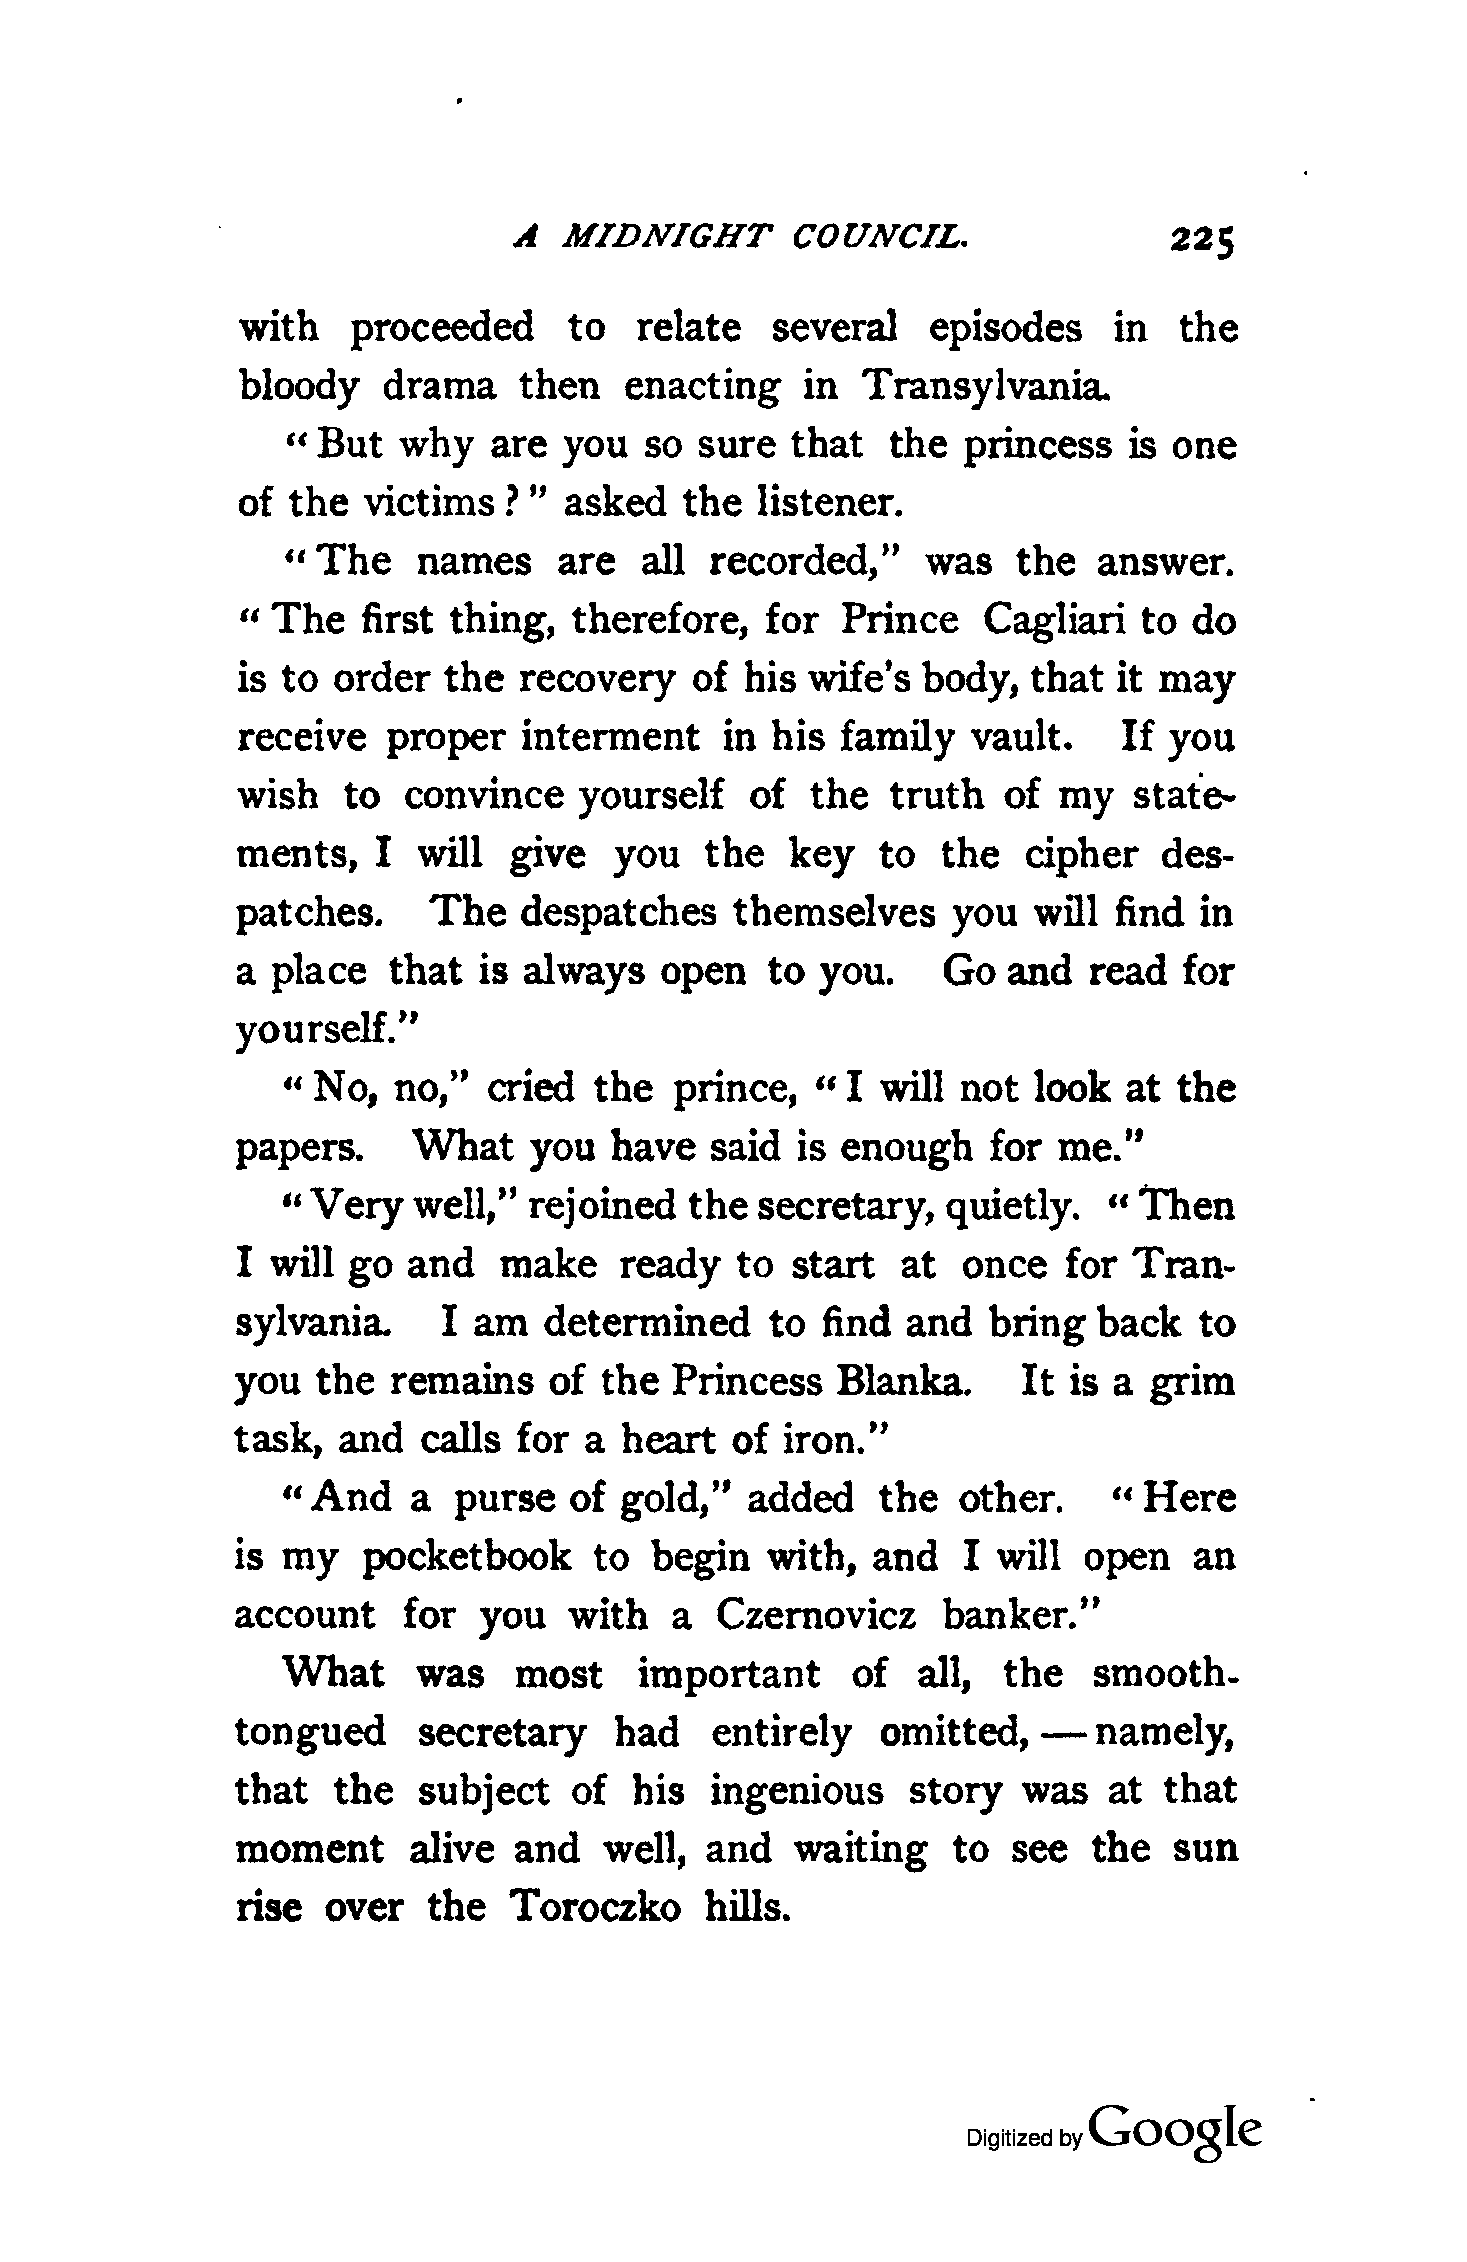 A MIDNIGHT COUNCIL. 225
with proceeded to relate several episodes in the
bloody drama then enacting in Transylvania.
“But why are you so sure that the princess is one
of the victims?” asked the listener.
“The names are all recorded,” was the answer.
“The first thing, therefore, for Prince Cagliari to do
is to order the recovery of his wife's body, that it may
receive proper interment in his family vault. If you
wish to convince yourself of the truth of my state-
ments, I will give you the key to the cipher des-
patches. The despatches themselves you will find in
a place that is always open to you. Go and read for
yourself.”
“No, no,” cried the prince, “I will not look at the
papers. What you have said is enough for me.”
“Very well,” rejoined the secretary, quietly. “Then
I will go and make ready to start at once for Tran-
sylvania. I am determined to find and bring back to
you the remains of the Princess Blanka. It is a grim
task, and calls for a heart of iron.”
“And a purse of gold,” added the other. “Here
is my pocketbook to begin with, and I will open an
account for you with a Czernovicz banker.”
What was most important of all, the smooth-
tongued secretary had entirely omitted, — namely,
that the subject of his ingenious story was at that
moment alive and well, and waiting to see the sun
rise over the Toroczko hills.
Digitized by Google